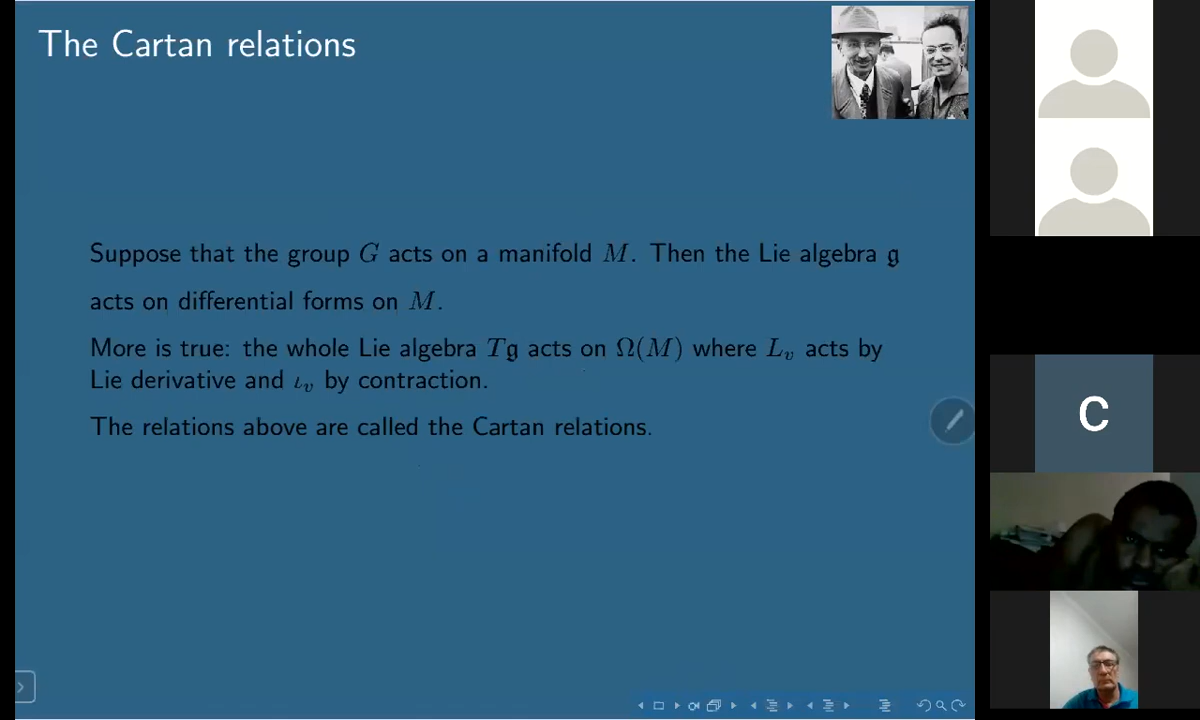 The Cartan relations
Suppose that the group G acts on a manifold M. Then the Lie algebra 𝔤
acts on differential forms on M.
More is true: the whole Lie algebra T𝔤 acts on Ω(M) where L_v acts by
Lie derivative and ι_v by contraction.
The relations above are called the Cartan relations.
C